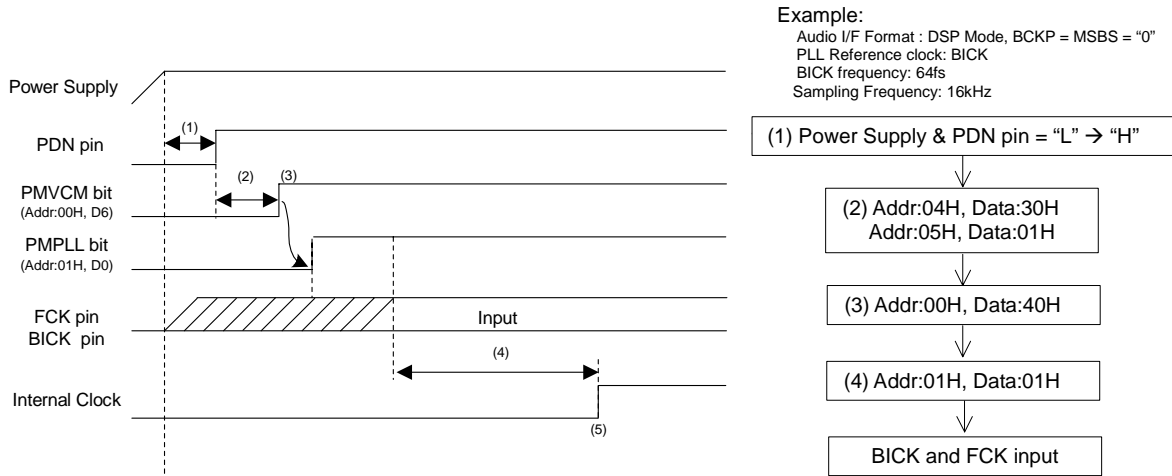 Example:
Audio I/F Format : DSP Mode, BCKP = MSBS = “0”
PLL Reference clock: BICK
BICK frequency: 64fs
Sampling Frequency: 16kHz
Power Supply
(1)
PDN pin
(2)
(3)
PMVCM bit
(Addr:00H, D6)
PMPLL bit
(Addr:01H, D0)
FCK pin
BICK pin
Input
(4)
Internal Clock
(5)
(1) Power Supply & PDN pin = “L” → “H”
(2) Addr:04H, Data:30H
Addr:05H, Data:01H
(3) Addr:00H, Data:40H
(4) Addr:01H, Data:01H
BICK and FCK input